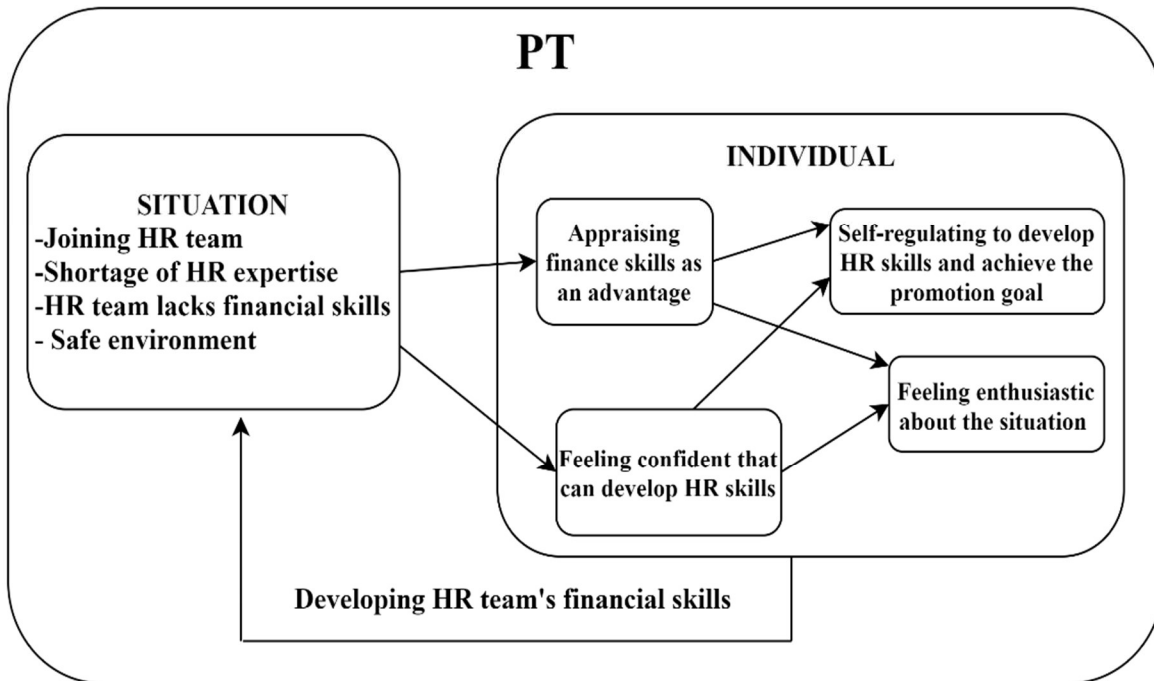 PT
SITUATION
-Joining HR team
-Shortage of HR expertise
-HR team lacks financial skills
- Safe environment
INDIVIDUAL
Appraising
finance skills as
an advantage
Self-regulating to develop
HR skills and achieve the
promotion goal
Feeling confident that
can develop HR skills
Feeling enthusiastic
about the situation
Developing HR team's financial skills